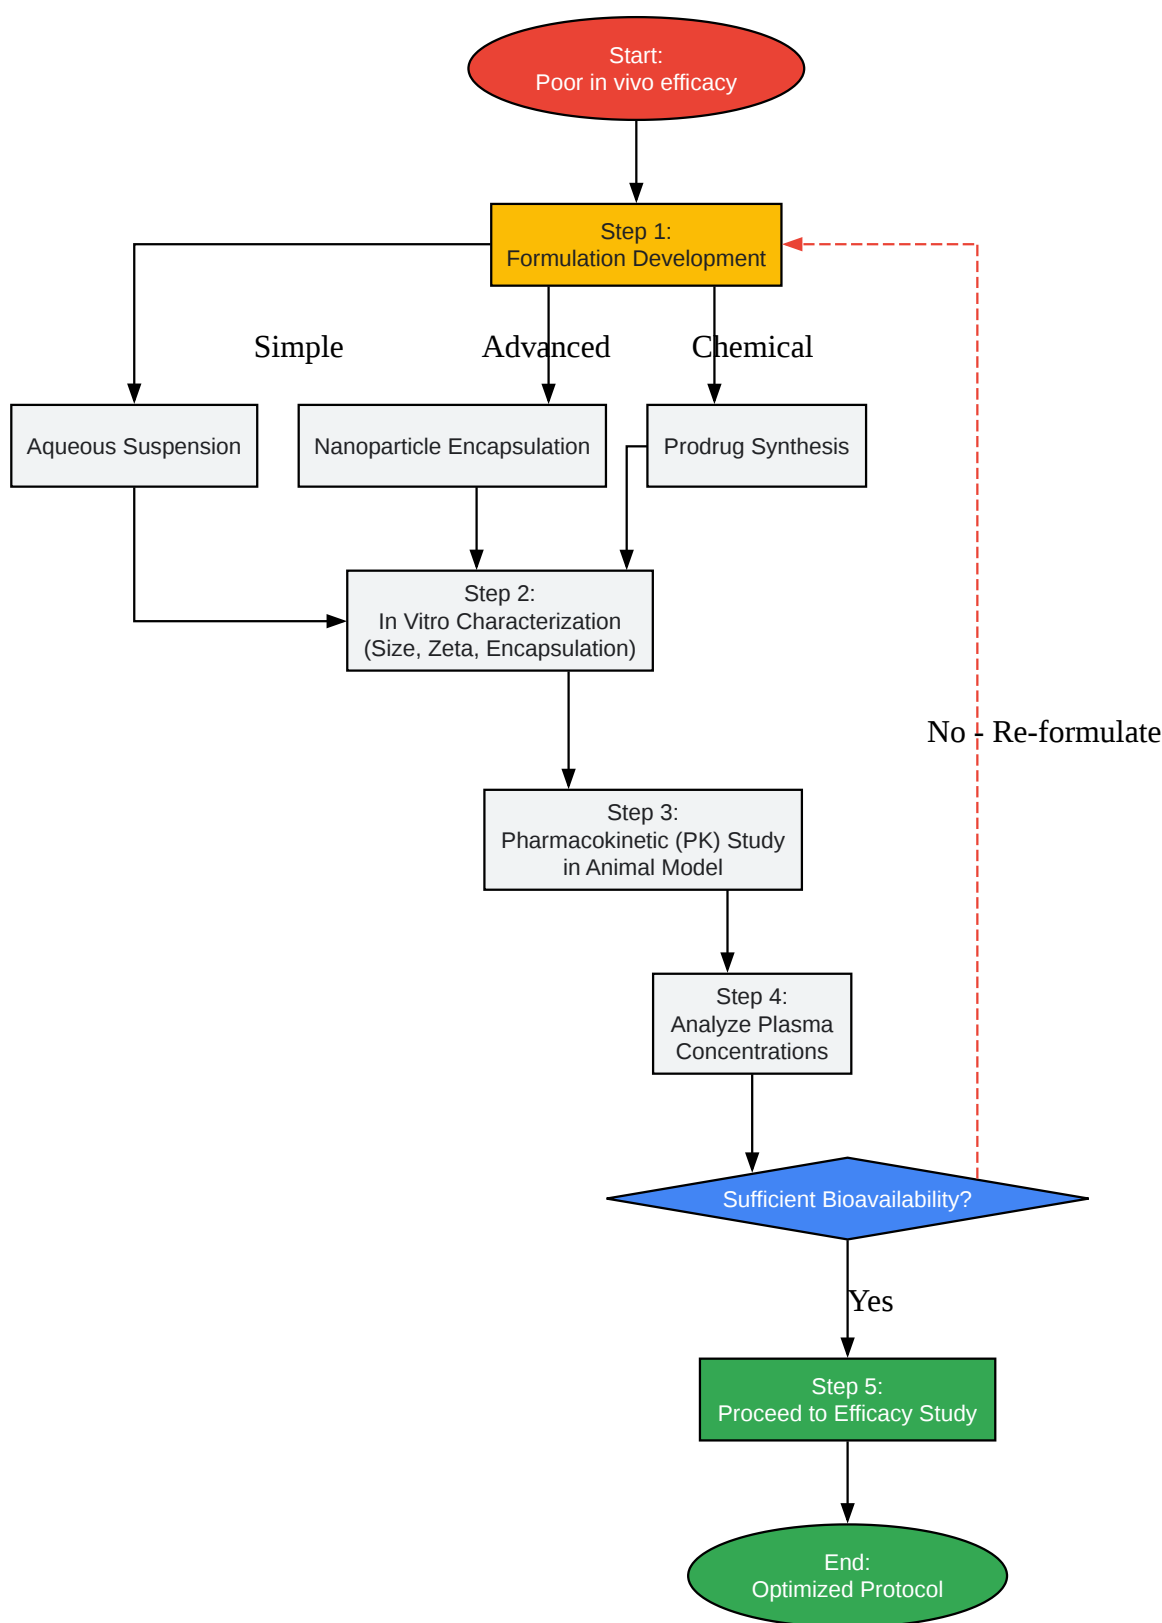 Start:
Poor in vivo efficacy
Step 1:
Formulation Development
Simple
Advanced
Chemical
Aqueous Suspension
Nanoparticle Encapsulation
Prodrug Synthesis
Step 2:
In Vitro Characterization
(Size, Zeta, Encapsulation)
No - Re-formulate
Step 3:
Pharmacokinetic (PK) Study
in Animal Model
Step 4:
Analyze Plasma
Concentrations
Sufficient Bioavailability?
Yes
Step 5:
Proceed to Efficacy Study
End:
Optimized Protocol